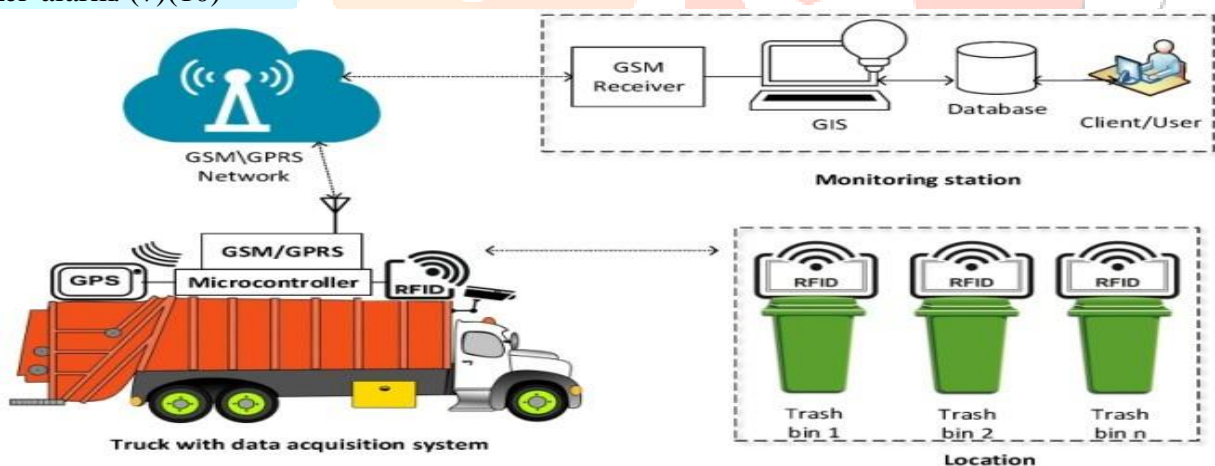 GSM\GPRS
Network
GSM
Receiver
GIS
Database
Client/User
Monitoring station
GSM/GPRS
GPS
Microcontroller
RFID
Truck with data acquisition system
RFID
RFID
RFID
Trash
bin 1
Trash
bin 2
Trash
bin n
Location